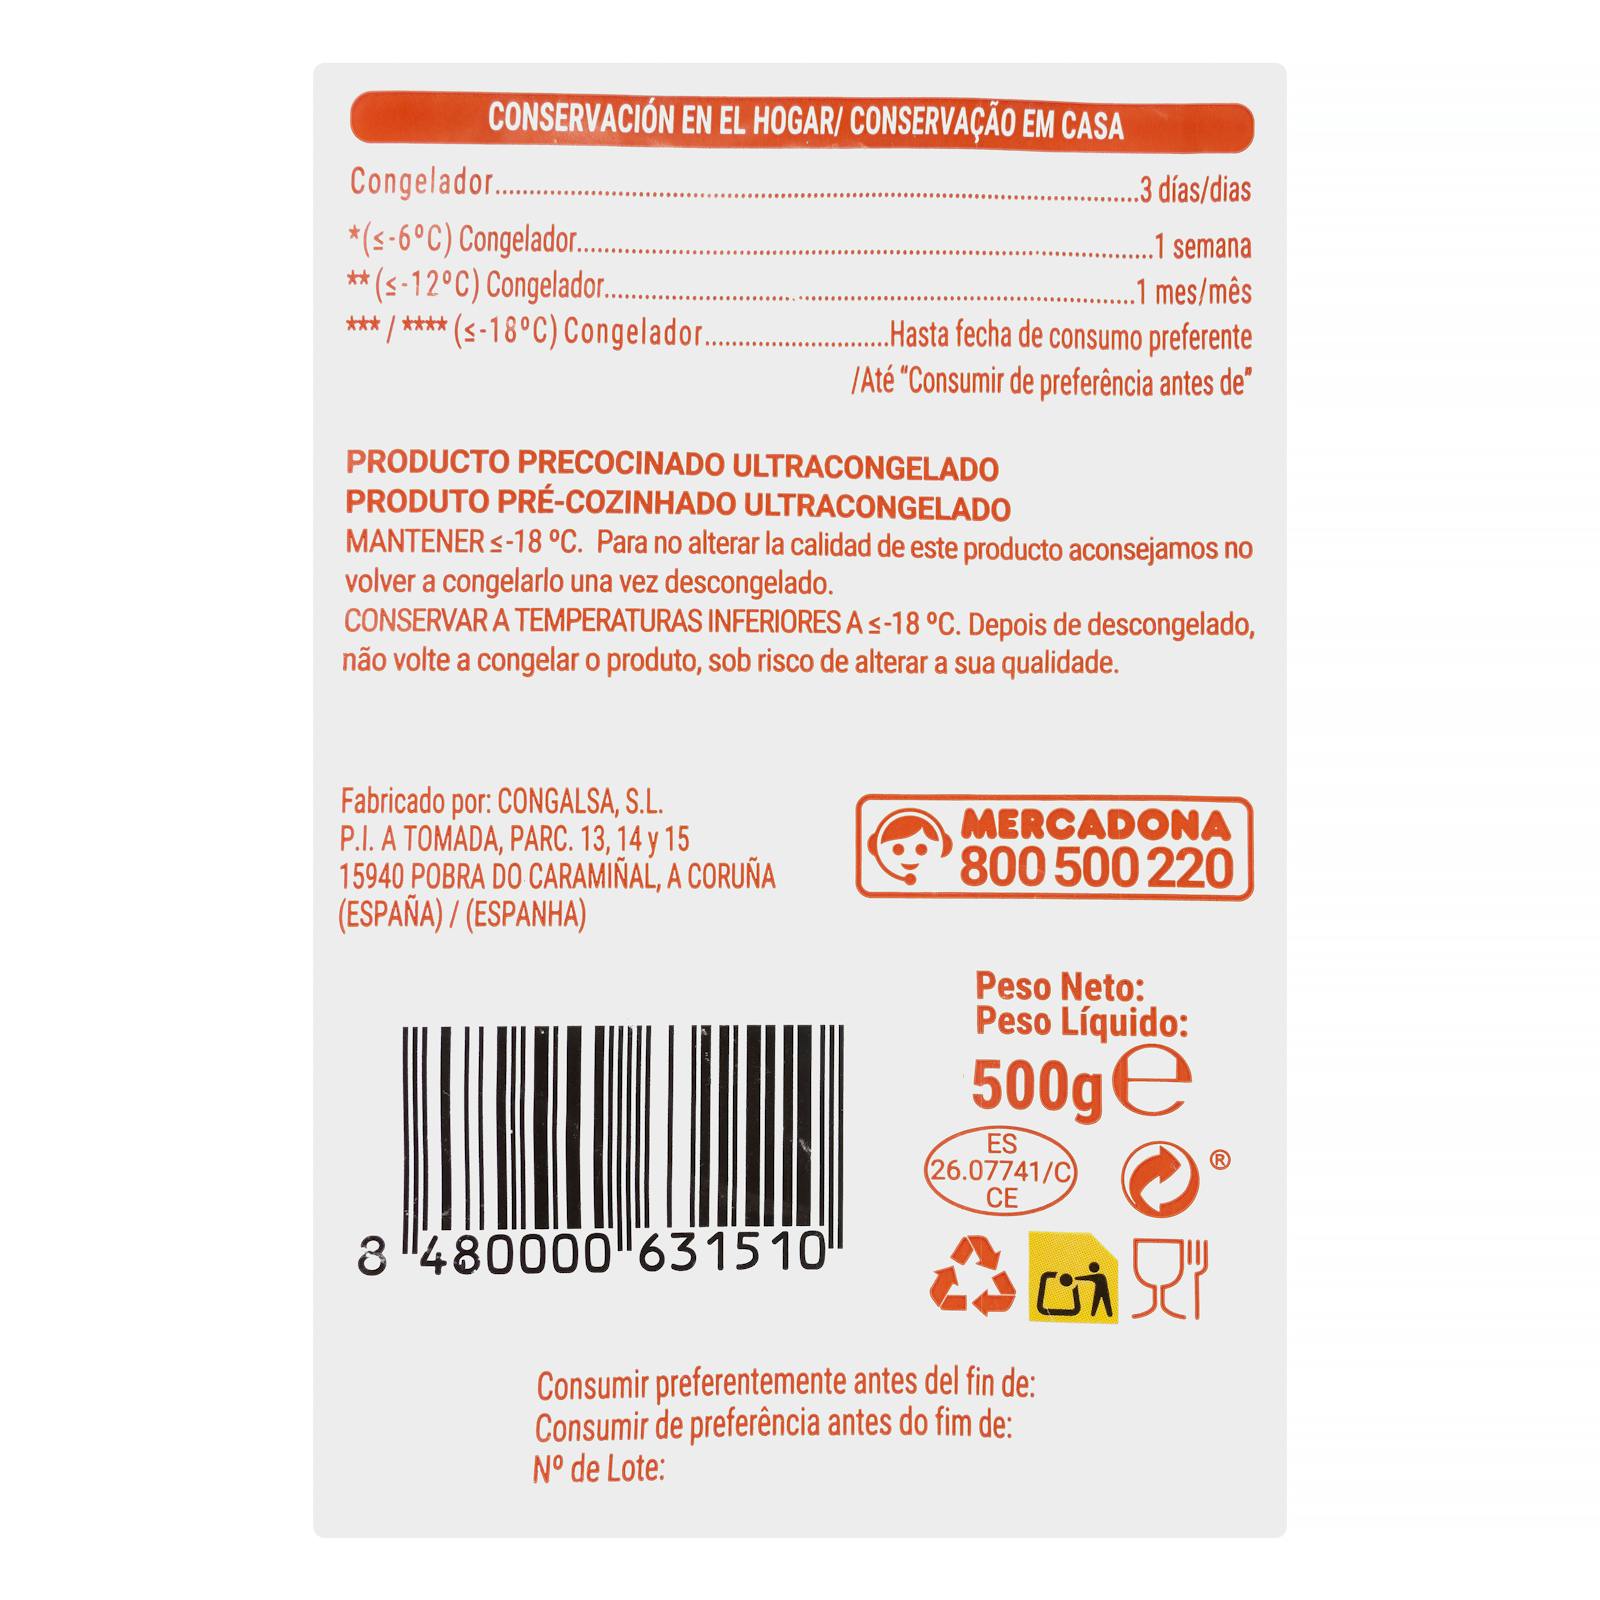 CONSERVACIÓN EN EL HOGAR/ CONSERVAÇÃO EM CASA
Congelador......3 días/dias
*(≤-6ºC) Congelador......1 semana
**(≤-12ºC) Congelador......1 mes/mês
***/****(≤-18ºC) Congelador......Hasta fecha de consumo preferente
/Até “Consumir de preferência antes de”
PRODUCTO PRECOCINADO ULTRACONGELADO
PRODUTO PRÉ-COZINHADO ULTRACONGELADO
MANTENER ≤-18 ºC. Para no alterar la calidad de este producto aconsejamos no
volver a congelarlo una vez descongelado.
CONSERVAR A TEMPERATURAS INFERIORES A ≤-18 ºC. Depois de descongelado,
não volte a congelar o produto, sob risco de alterar a sua qualidade.
Fabricado por: CONGALSA, S.L.
P.I. A TOMADA, PARC. 13, 14 y 15
15940 POBRA DO CARAMIÑAL, A CORUÑA
(ESPAÑA) / (ESPANHA)
MERCADONA
800 500 220
Peso Neto:
Peso Líquido:
500g e
ES
26.07741/C
CE
®
8 480000 631510
Consumir preferentemente antes del fin de:
Consumir de preferência antes do fim de:
Nº de Lote: